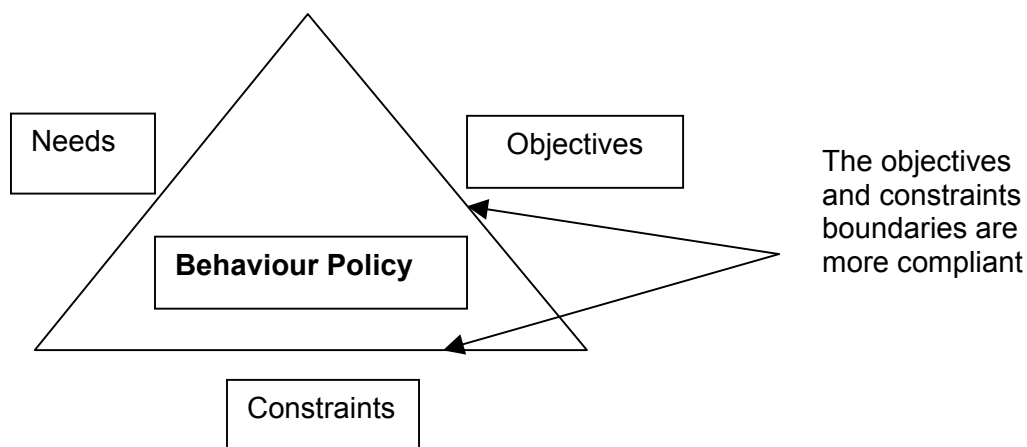 Needs
Objectives
The objectives
and constraints
boundaries are
more compliant
Behaviour Policy
Constraints